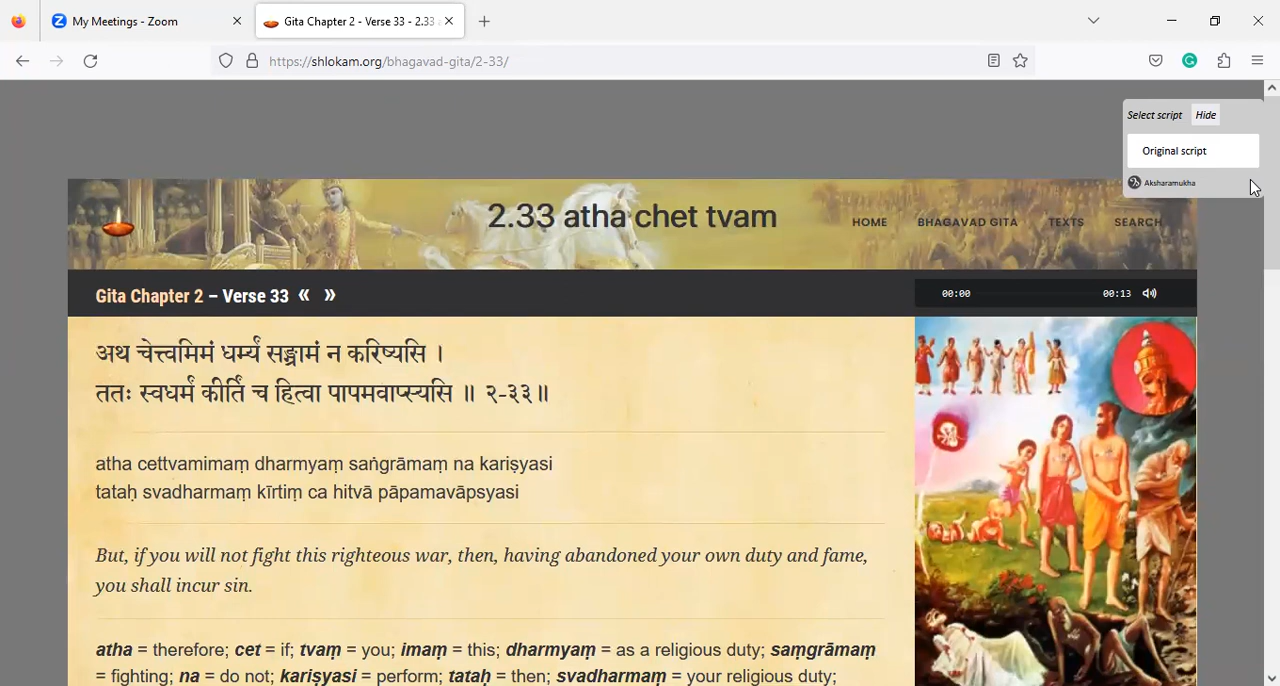 My Meetings - Zoom
Gita Chapter 2 - Verse 33 - 2.33
https://shlokam.org/bhagavad-gita/2-33/
Select script Hide
Original script
Aksharamukha
2.33 atha chet tvam
HOME BHAGAVAD GITA TEXTS SEARCH
Gita Chapter 2 – Verse 33 « »
00:00 00:13
अथ चेत्त्वमिमं धर्म्यं सङ्ग्रामं न करिष्यसि ।
ततः स्वधर्मं कीर्तिं च हित्वा पापमवाप्स्यसि ॥ २-३३॥
atha cettvamimaṃ dharmyaṃ saṅgrāmaṃ na kariṣyasi
tataḥ svadharmaṃ kīrtiṃ ca hitvā pāpamavāpsyasi
But, if you will not fight this righteous war, then, having abandoned your own duty and fame,
you shall incur sin.
atha = therefore; cet = if; tvaṃ = you; imaṃ = this; dharmyaṃ = as a religious duty; saṃgrāmaṃ
= fighting; na = do not; kariṣyasi = perform; tataḥ = then; svadharmaṃ = your religious duty;